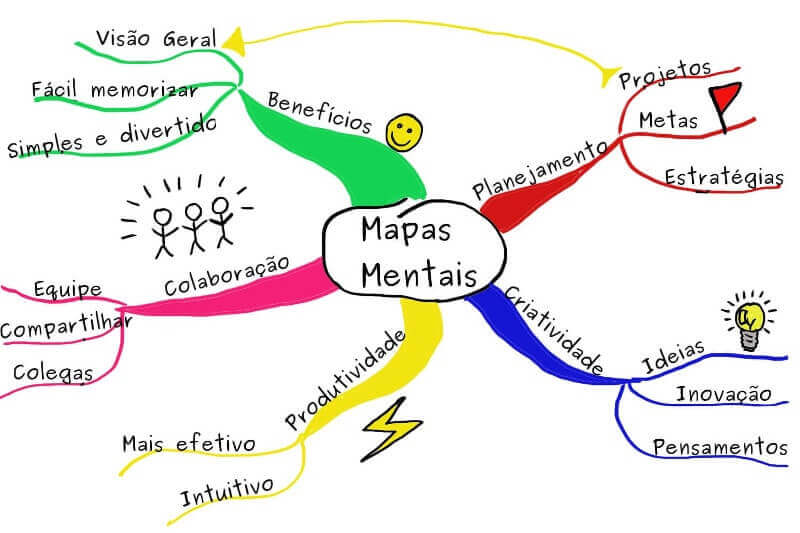 Mapas
Mentais
Benefícios
Visão Geral
Fácil memorizar
Simples e divertido
Planejamento
Projetos
Metas
Estratégias
Criatividade
Ideias
Inovação
Pensamentos
Produtividade
Mais efetivo
Intuitivo
Colaboração
Equipe
Compartilhar
Colegas